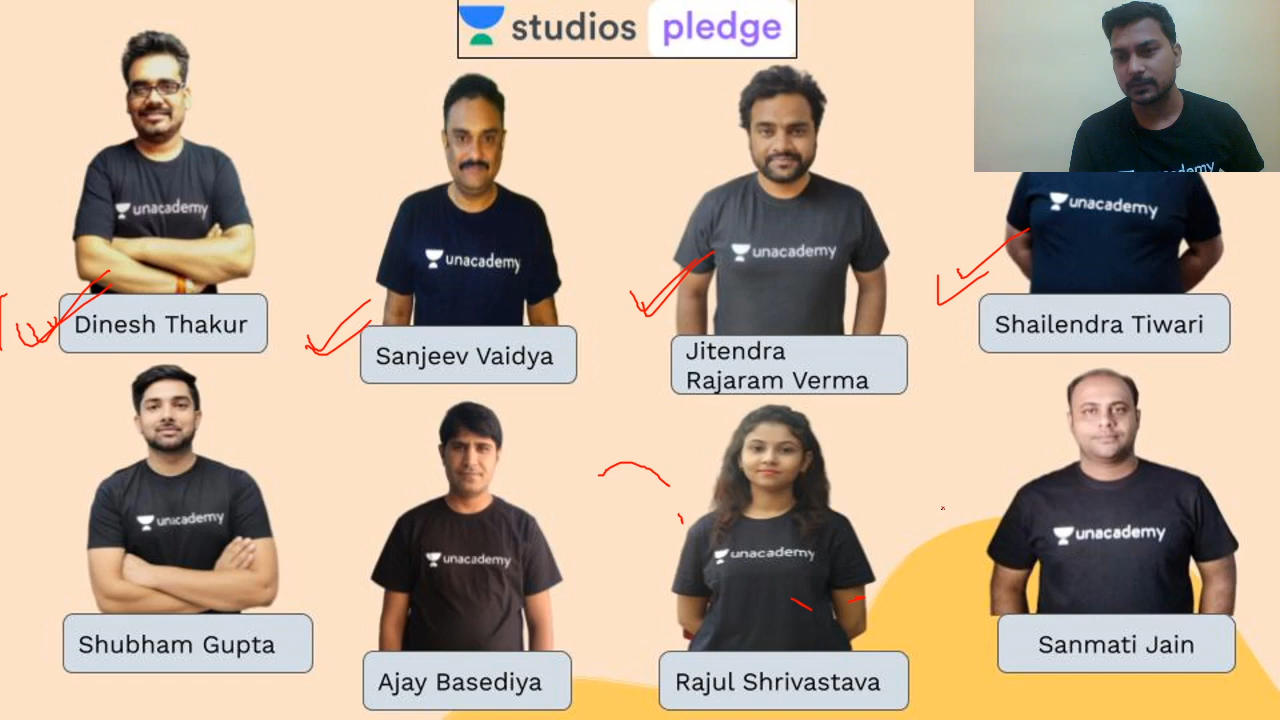 studios pledge
unacademy
unacademy
unacademy
unacademy
unacademy
Dinesh Thakur
Sanjeev Vaidya
Jitendra
Rajaram Verma
Shailendra Tiwari
unacademy
unacademy
unacademy
unacademy
Shubham Gupta
Ajay Basediya
Rajul Shrivastava
Sanmati Jain